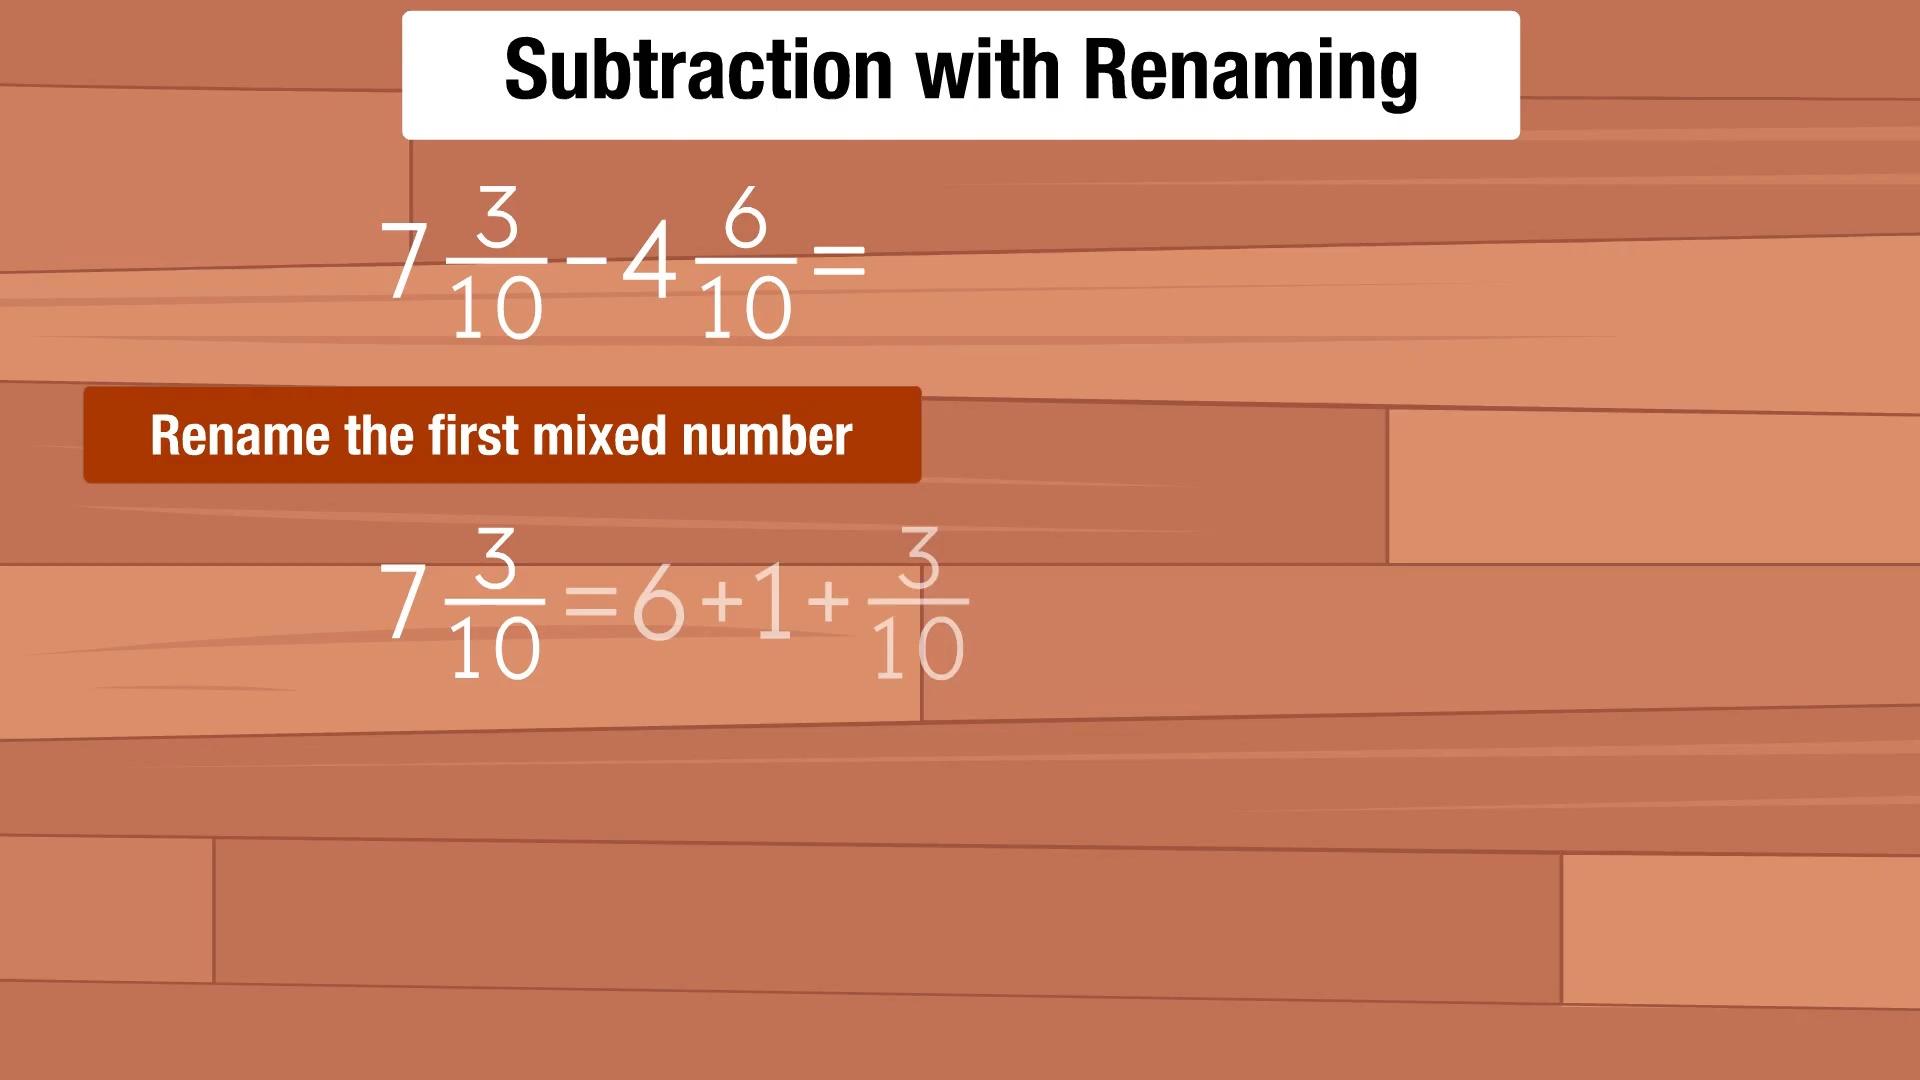 Subtraction with Renaming
7 3/10 - 4 6/10 =
Rename the first mixed number
7 3/10 = 6 + 1 + 3/10